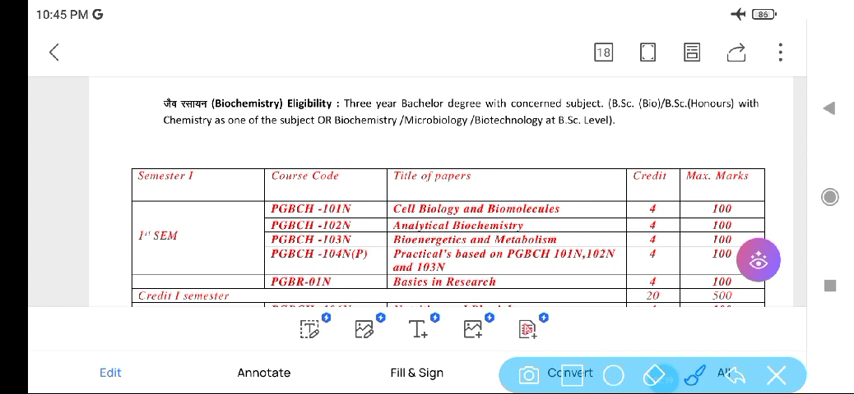 10:45 PM G
86
18
जैव रसायन (Biochemistry) Eligibility : Three year Bachelor degree with concerned subject. (B.Sc. (Bio)/B.Sc.(Honours) with
Chemistry as one of the subject OR Biochemistry /Microbiology /Biotechnology at B.Sc. Level).
Semester I Course Code Title of papers Credit Max. Marks
1st SEM
PGBCH -101N Cell Biology and Biomolecules 4 100
PGBCH -102N Analytical Biochemistry 4 100
PGBCH -103N Bioenergetics and Metabolism 4 100
PGBCH -104N(P) Practical's based on PGBCH 101N,102N 4 100
and 103N
PGBR-01N Basics in Research 4 100
Credit I semester 20 500
Edit Annotate Fill & Sign Convert